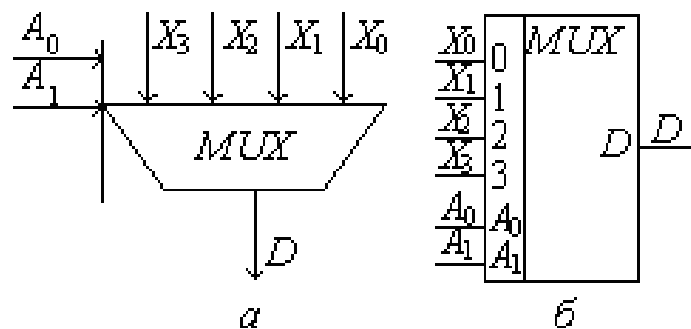 A₀ X₃ X₂ X₁ X₀
A₁
MUX
D
а
X₀ 0 MUX
X₁ 1
X₂ 2
X₃ 3
D D
A₀ A₀
A₁ A₁
б